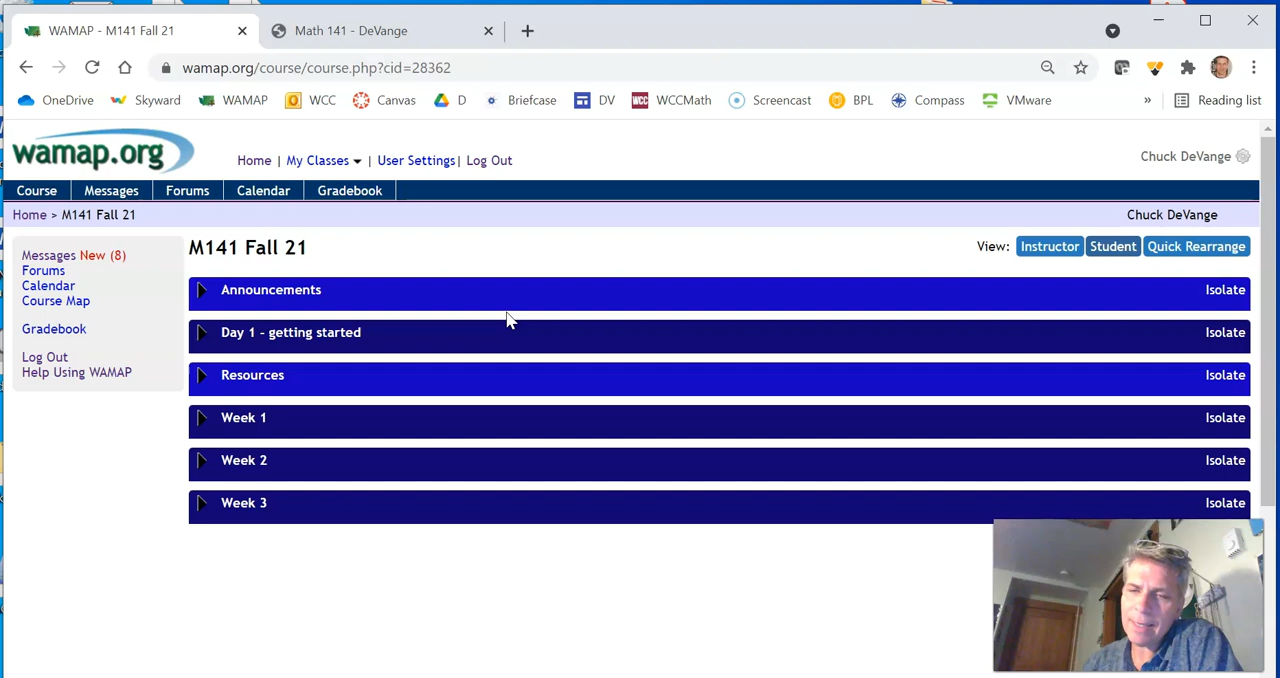 WAMAP - M141 Fall 21
Math 141 - DeVange
wamap.org/course/course.php?cid=28362
OneDrive Skyward WAMAP WCC Canvas D Briefcase DV WCC WCCMath Screencast BPL Compass VMware » Reading list
wamap.org
Home | My Classes | User Settings | Log Out
Chuck DeVange
Course Messages Forums Calendar Gradebook
Home > M141 Fall 21
Chuck DeVange
Messages New (8)
Forums
Calendar
Course Map
Gradebook
Log Out
Help Using WAMAP
M141 Fall 21
View: Instructor Student Quick Rearrange
Announcements Isolate
Day 1 - getting started Isolate
Resources Isolate
Week 1 Isolate
Week 2 Isolate
Week 3 Isolate